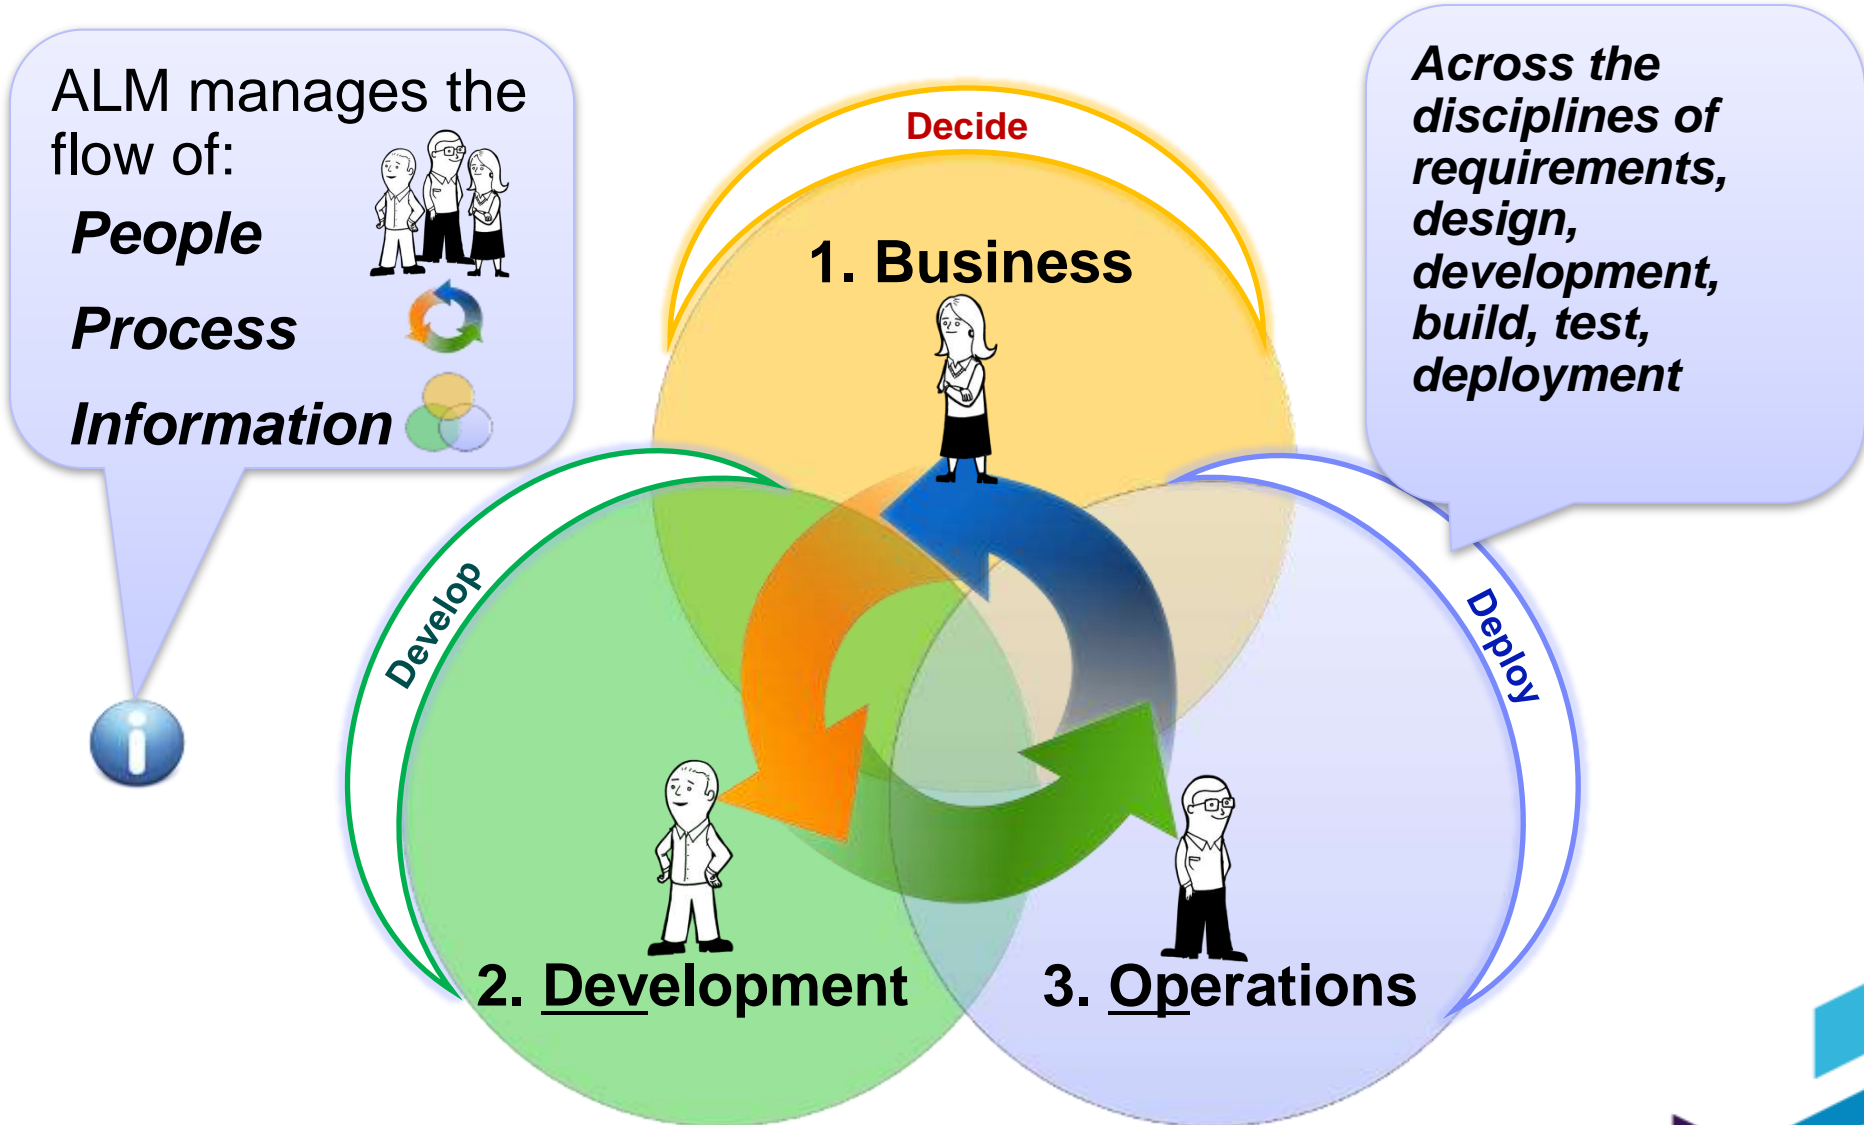 ALM manages the
flow of:
People
Process
Information
Decide
1. Business
Across the
disciplines of
requirements,
design,
development,
build, test,
deployment
Develop
Deploy
2. Development
3. Operations